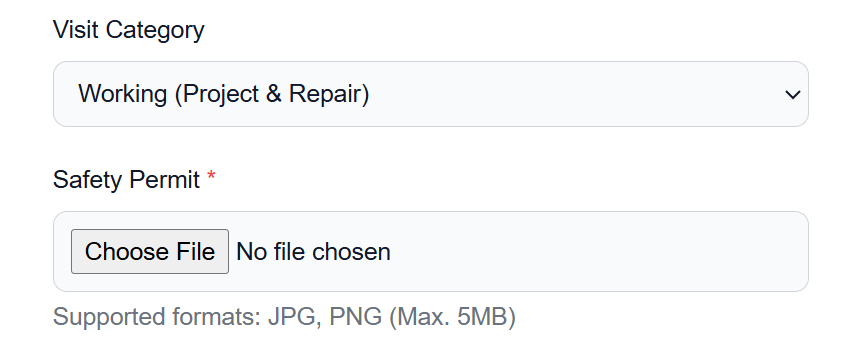 Visit Category
Working (Project & Repair)
Safety Permit *
Choose File No file chosen
Supported formats: JPG, PNG (Max. 5MB)